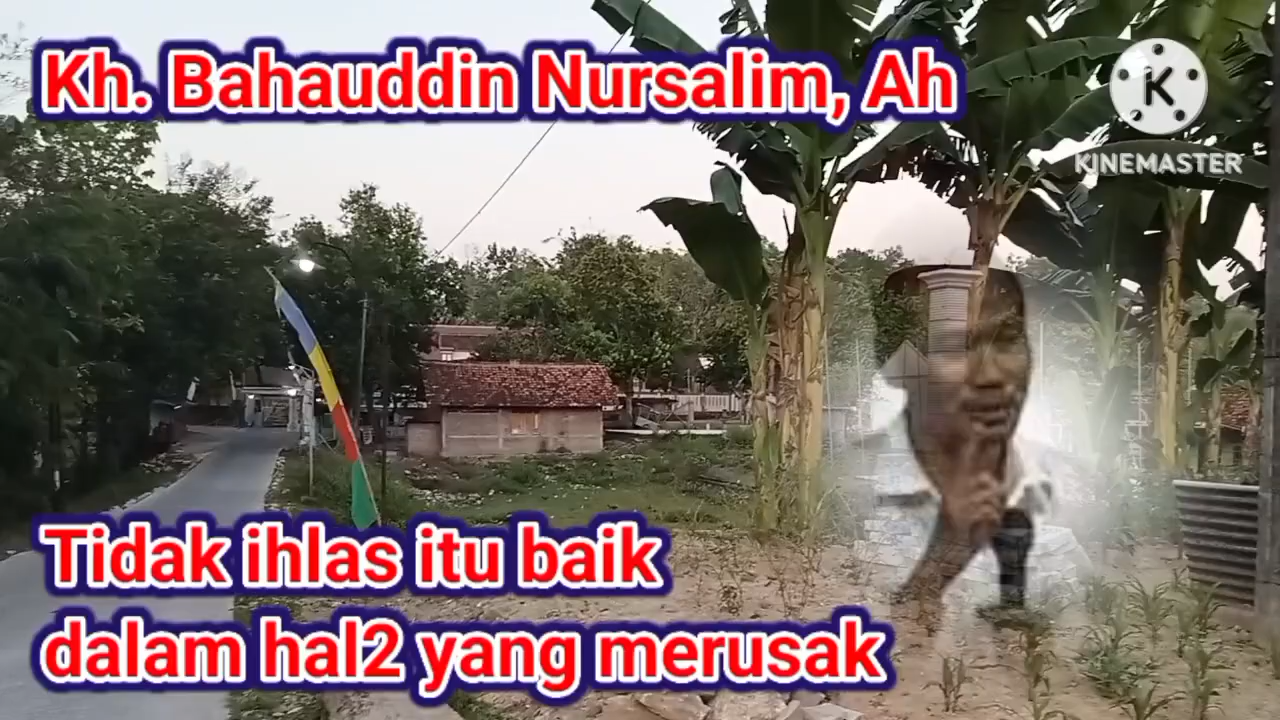 Kh. Bahauddin Nursalim, Ah
K
KINEMASTER
Tidak ihlas itu baik
dalam hal2 yang merusak